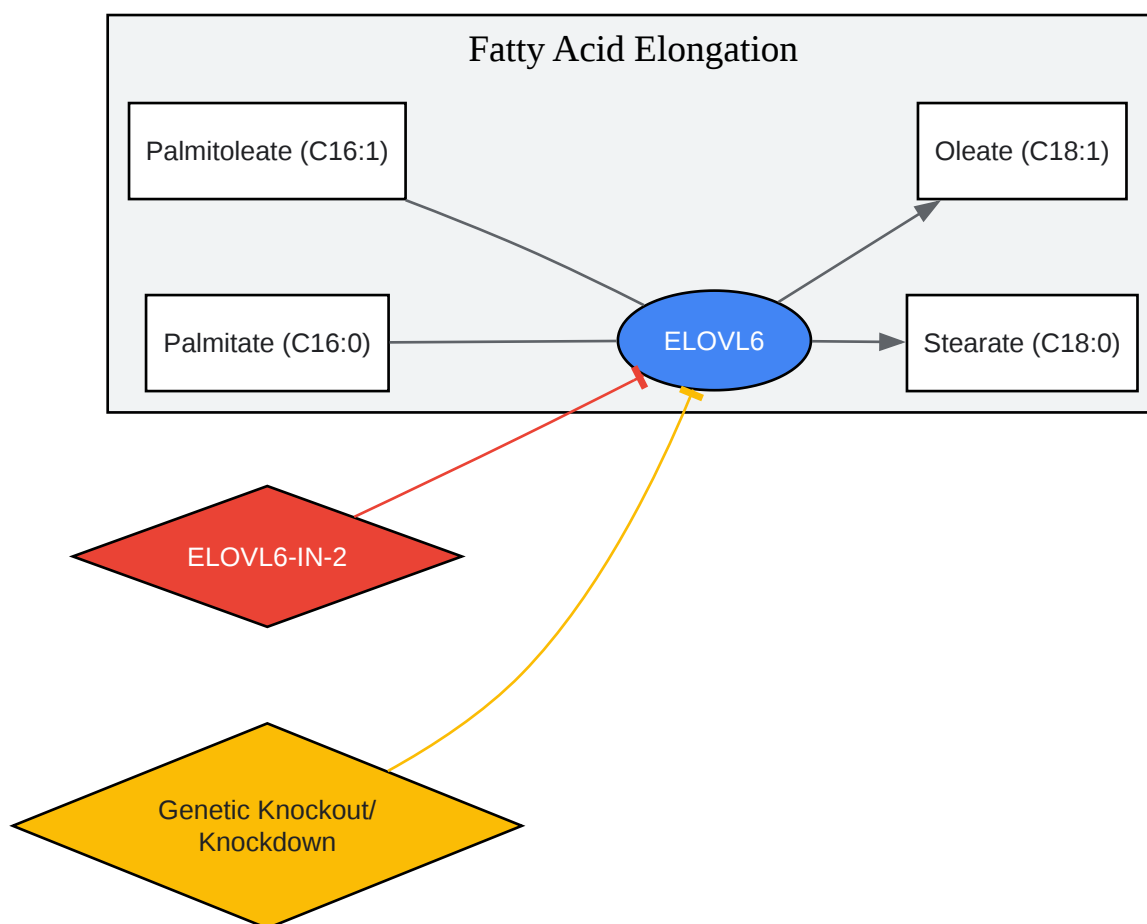 Fatty Acid Elongation
Palmitoleate (C16:1)
Oleate (C18:1)
Palmitate (C16:0)
ELOVL6
Stearate (C18:0)
ELOVL6-IN-2
Genetic Knockout/
Knockdown